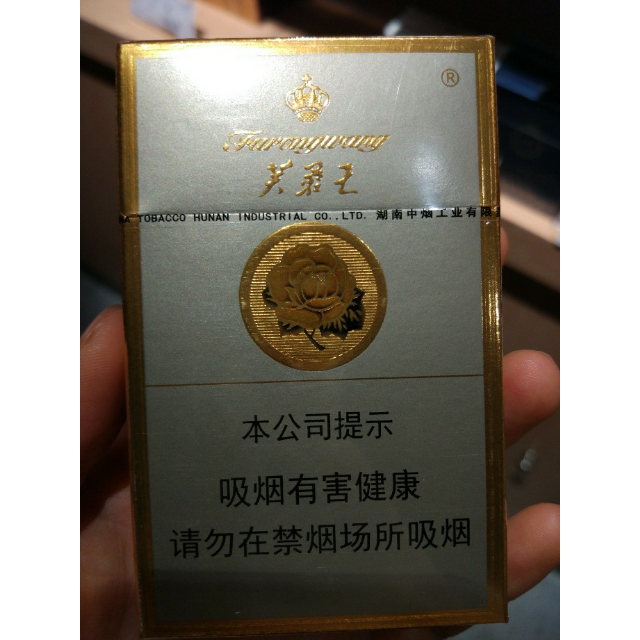 ®
Furongwang
芙蓉王
TOBACCO HUNAN INDUSTRIAL CO.,LTD. 湖南中烟工业有限
本公司提示
吸烟有害健康
请勿在禁烟场所吸烟